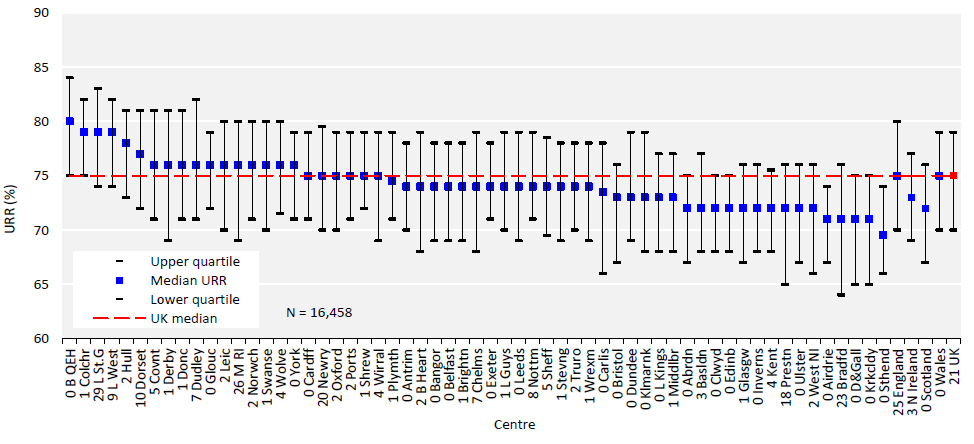 90
85
80
75
70
65
60
URR (%)
Upper quartile
Median URR
Lower quartile
UK median
N = 16,458
0 B QEH
1 Colchr
29 L St.G
9 L West
2 Hull
10 Dorset
5 Covnt
1 Derby
1 Donc
7 Dudley
0 Glouc
2 Leic
26 M RI
2 Norwch
1 Swanse
4 Wolve
0 York
0 Cardff
20 Newry
2 Oxford
2 Ports
1 Shrew
4 Wirral
1 Plymth
0 Antrim
2 B Heart
0 Bangor
0 Belfast
1 Brightn
7 Chelms
0 Exeter
1 L Guys
0 Leeds
8 Nottm
5 Sheff
1 Stevng
2 Truro
1 Wrexm
0 Carlis
0 Bristol
0 Dundee
0 Klmarnk
0 L Kings
1 Middlbr
0 Abrdn
3 Basldn
0 Clwyd
0 Edinb
1 Glasgw
0 Inverns
4 Kent
18 Prestn
0 Ulster
2 West NI
0 Airdrie
23 Bradfd
0 D&Gall
0 Krkcldy
0 Sthend
25 England
3 N Ireland
0 Scotland
0 Wales
21 UK
Centre